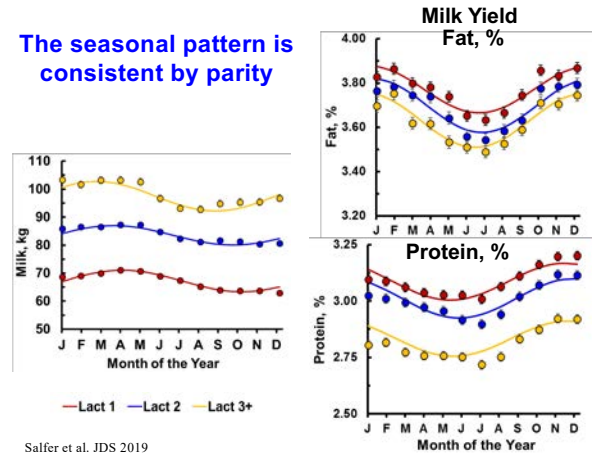 The seasonal pattern is
consistent by parity
Milk Yield
Fat, %
4.00
3.80
3.60
3.40
3.20
Fat, %
J F M A M J J A S O N D
110
100
90
80
70
60
50
Milk, kg
J F M A M J J A S O N D
Month of the Year
Lact 1 Lact 2 Lact 3+
Protein, %
3.25
3.00
2.75
2.50
Protein, %
J F M A M J J A S O N D
Month of the Year
Salfer et al. JDS 2019